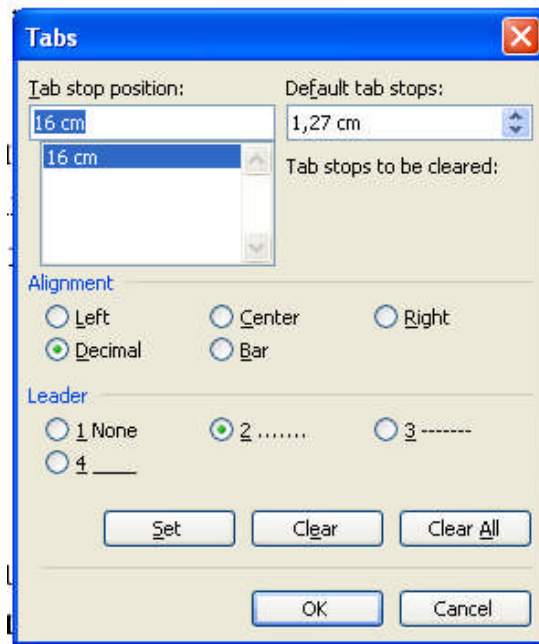 Tabs
Tab stop position: Default tab stops:
16 cm 1,27 cm
16 cm Tab stops to be cleared:
Alignment
Left Center Right
Decimal Bar
Leader
1 None 2 ....... 3 -------
4 ____
Set Clear Clear All
OK Cancel